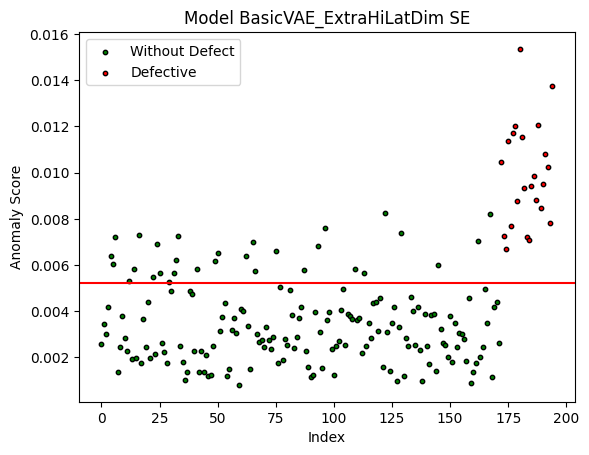 Model BasicVAE_ExtraHiLatDim SE
Without Defect
Defective
0.016
0.014
0.012
0.010
0.008
0.006
0.004
0.002
Anomaly Score
0 25 50 75 100 125 150 175 200
Index